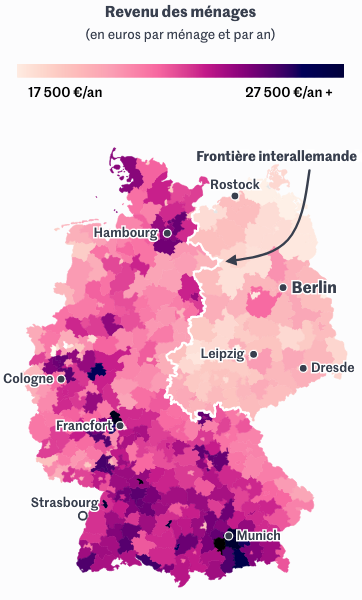 Revenu des ménages
(en euros par ménage et par an)
17 500 €/an
27 500 €/an +
Frontière interallemande
Rostock
Hambourg
Berlin
Leipzig
Dresde
Cologne
Francfort
Strasbourg
Munich